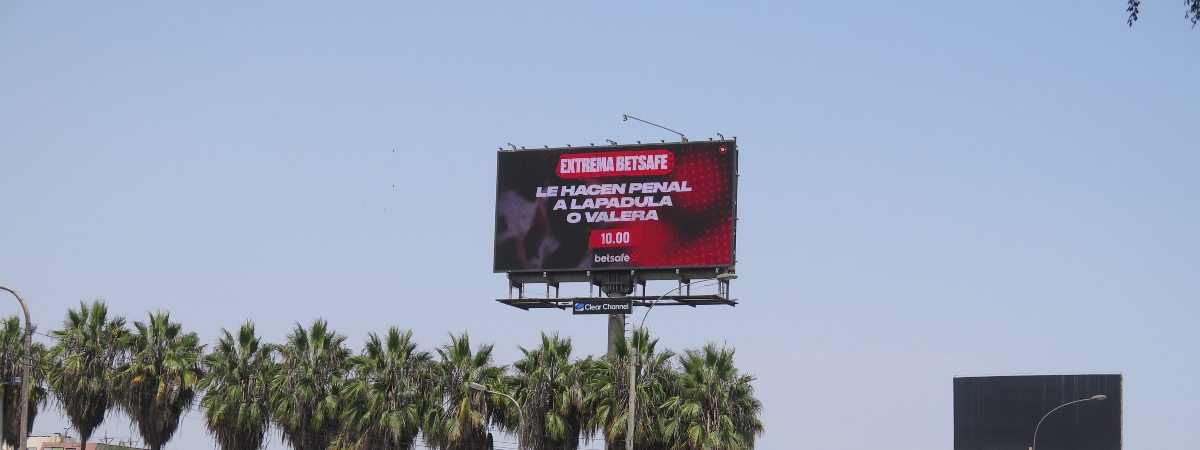 EXTREMA BETSAFE
LE HACEN PENAL
A LAPADULA
O VALERA
10.00
betsafe
Clear Channel